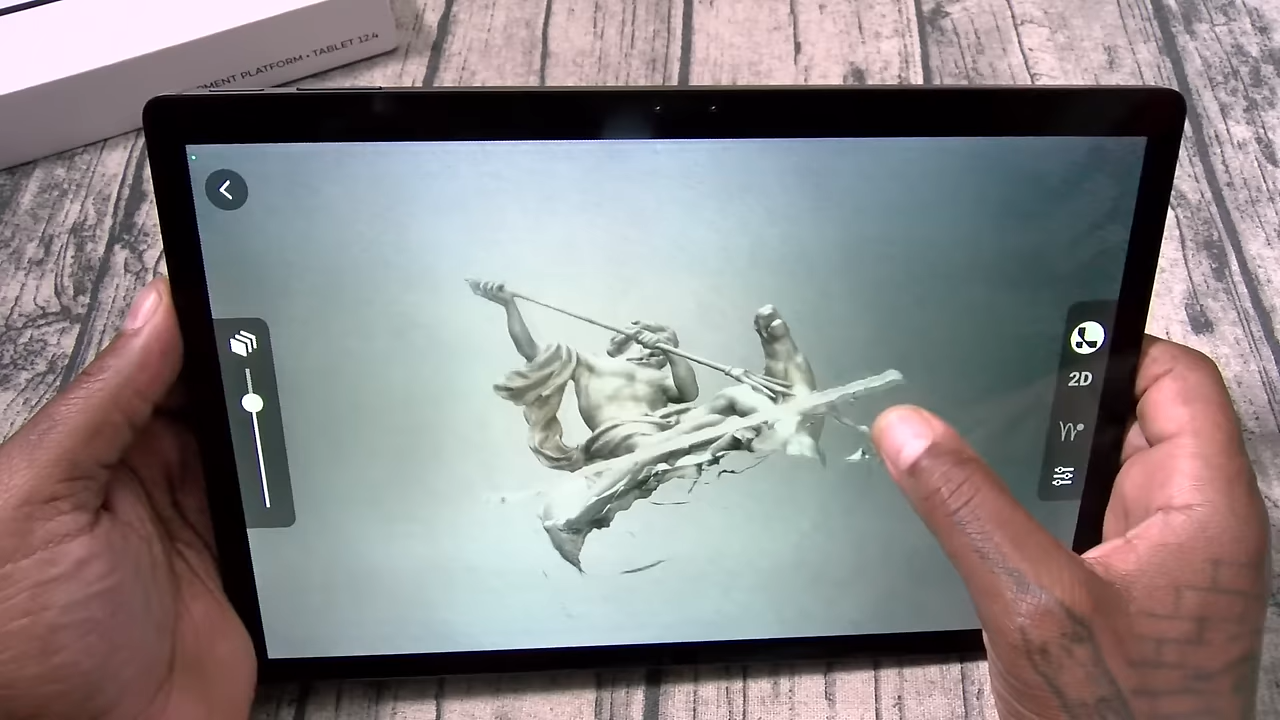 MENT PLATFORM • TABLET 12.4
2D